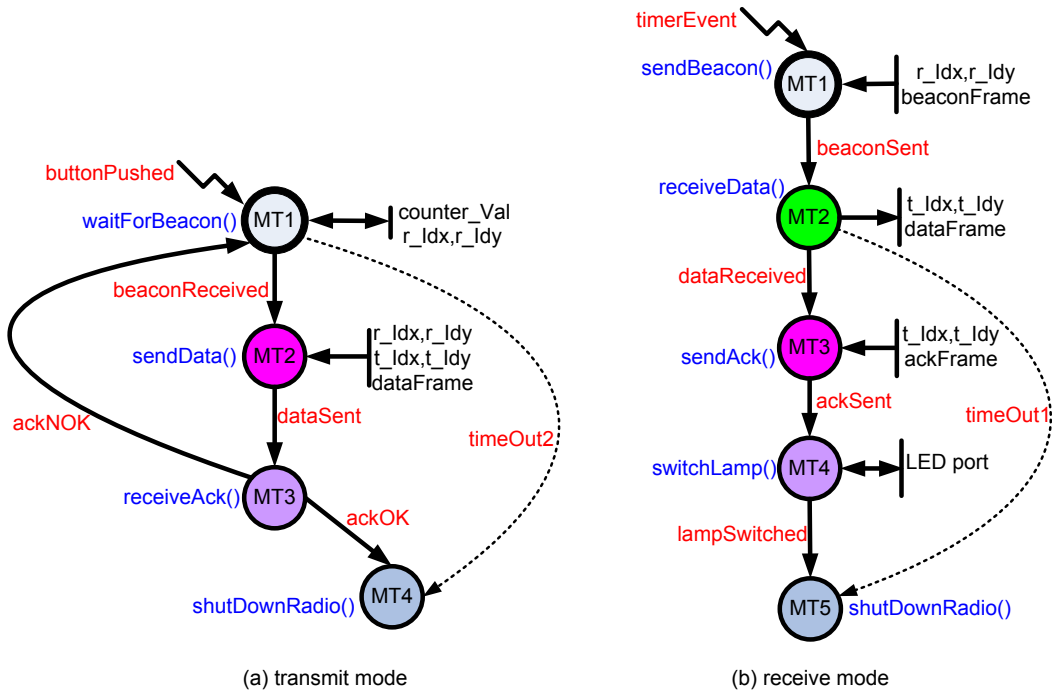 buttonPushed
waitForBeacon()
MT1
counter_Val
r_Idx,r_Idy
beaconReceived
sendData()
MT2
r_Idx,r_Idy
t_Idx,t_Idy
dataFrame
dataSent
ackNOK
timeOut2
receiveAck()
MT3
ackOK
MT4
shutDownRadio()
(a) transmit mode
timerEvent
sendBeacon()
MT1
r_Idx,r_Idy
beaconFrame
beaconSent
receiveData()
MT2
t_Idx,t_Idy
dataFrame
dataReceived
MT3
sendAck()
t_Idx,t_Idy
ackFrame
ackSent
timeOut1
switchLamp()
MT4
LED port
lampSwitched
MT5
shutDownRadio()
(b) receive mode